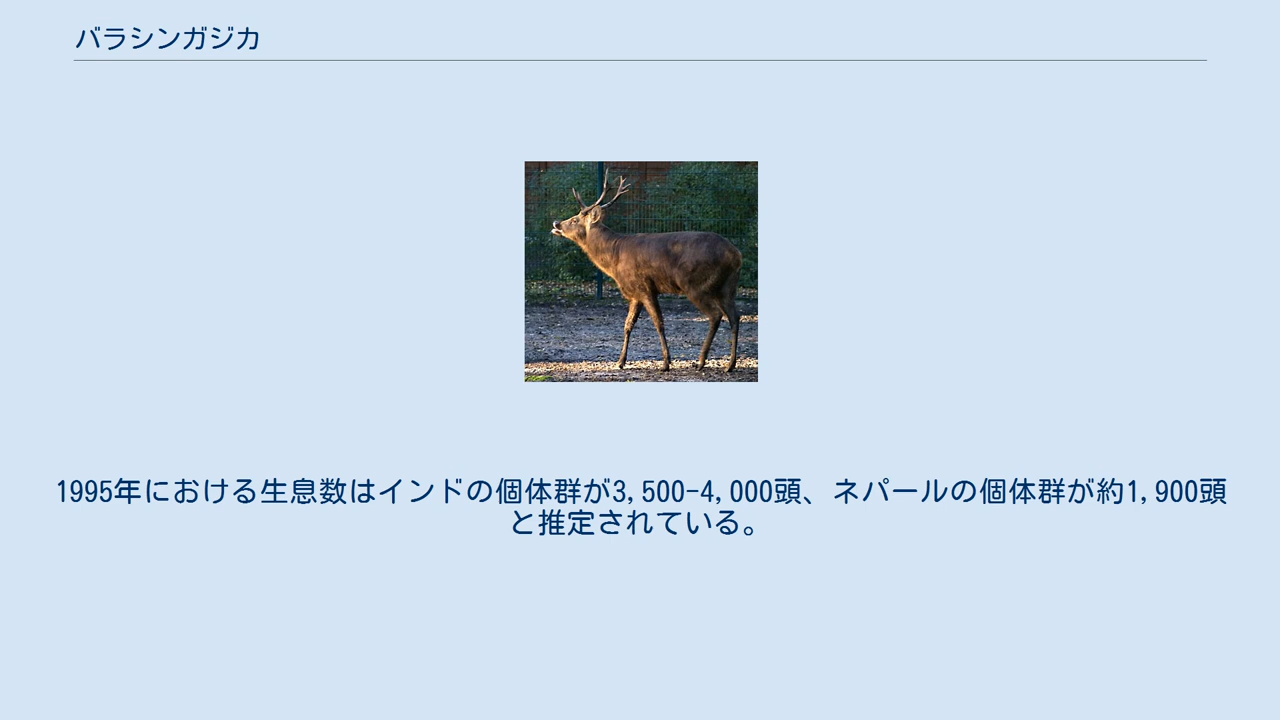 バラシンガジカ
1995年における生息数はインドの個体群が3,500-4,000頭、ネパールの個体群が約1,900頭
と推定されている。